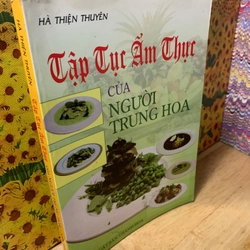 HÀ THIỆN THUYÊN
Tập Tục Ẩm Thực
CỦA
NGƯỜI
TRUNG HOA